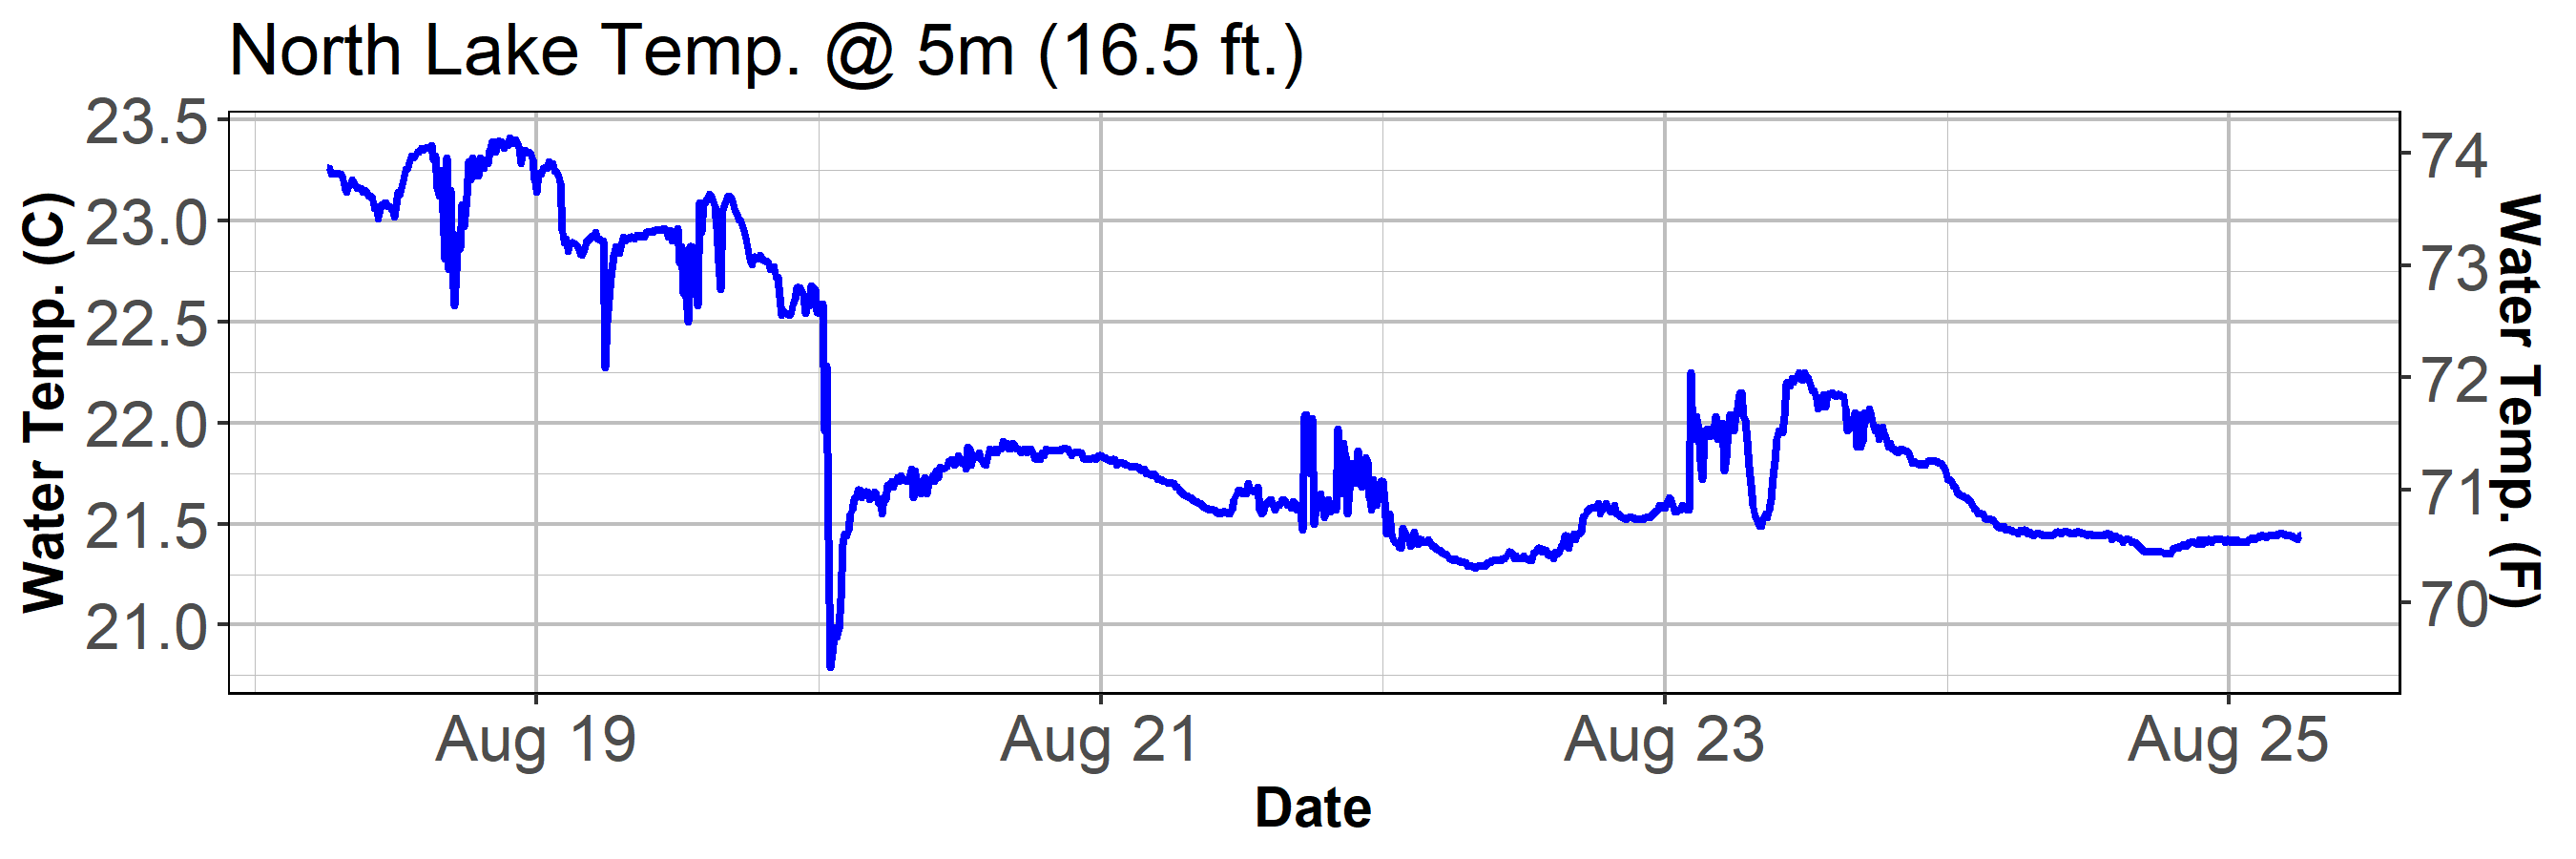 North Lake Temp. @ 5m (16.5 ft.)
Water Temp. (C)
23.5
23.0
22.5
22.0
21.5
21.0
74
73
72
71
70
Water Temp. (F)
Aug 19
Aug 21
Aug 23
Aug 25
Date